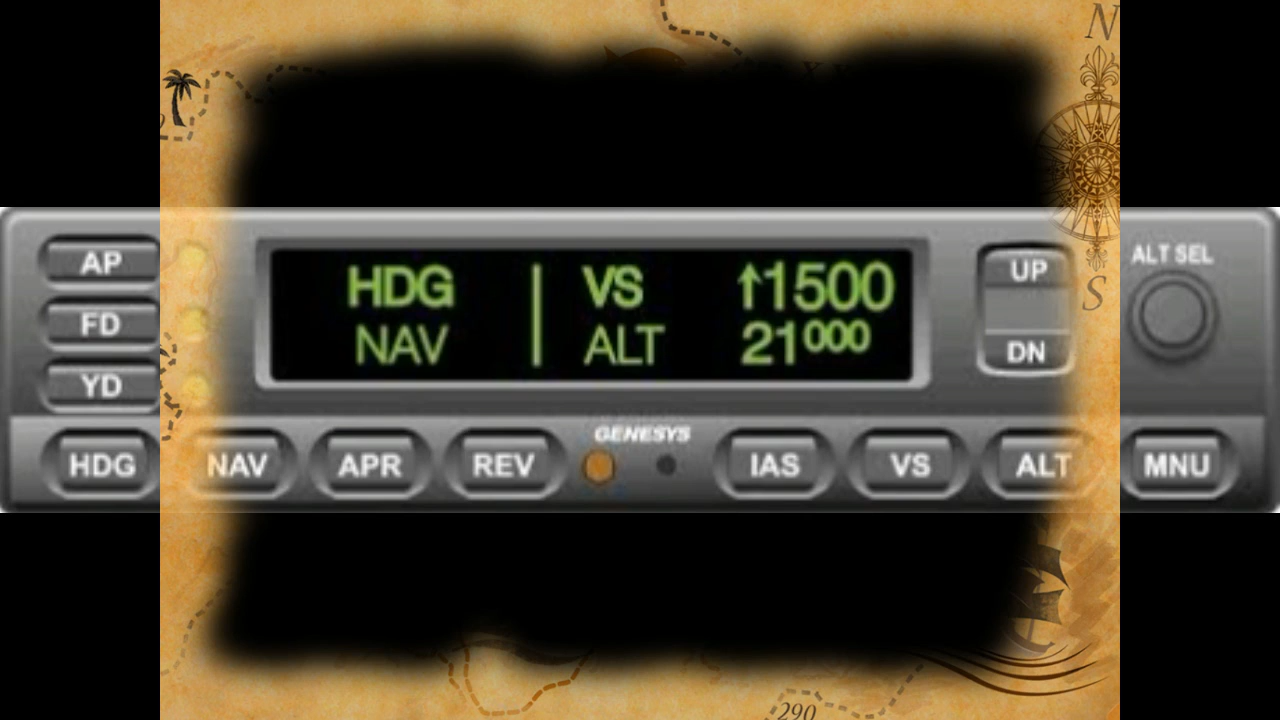 N
S
AP
FD
YD
HDG VS ↑1500
NAV ALT 21000
UP
DN
ALT SEL
GENESYS
HDG NAV APR REV IAS VS ALT MNU
290